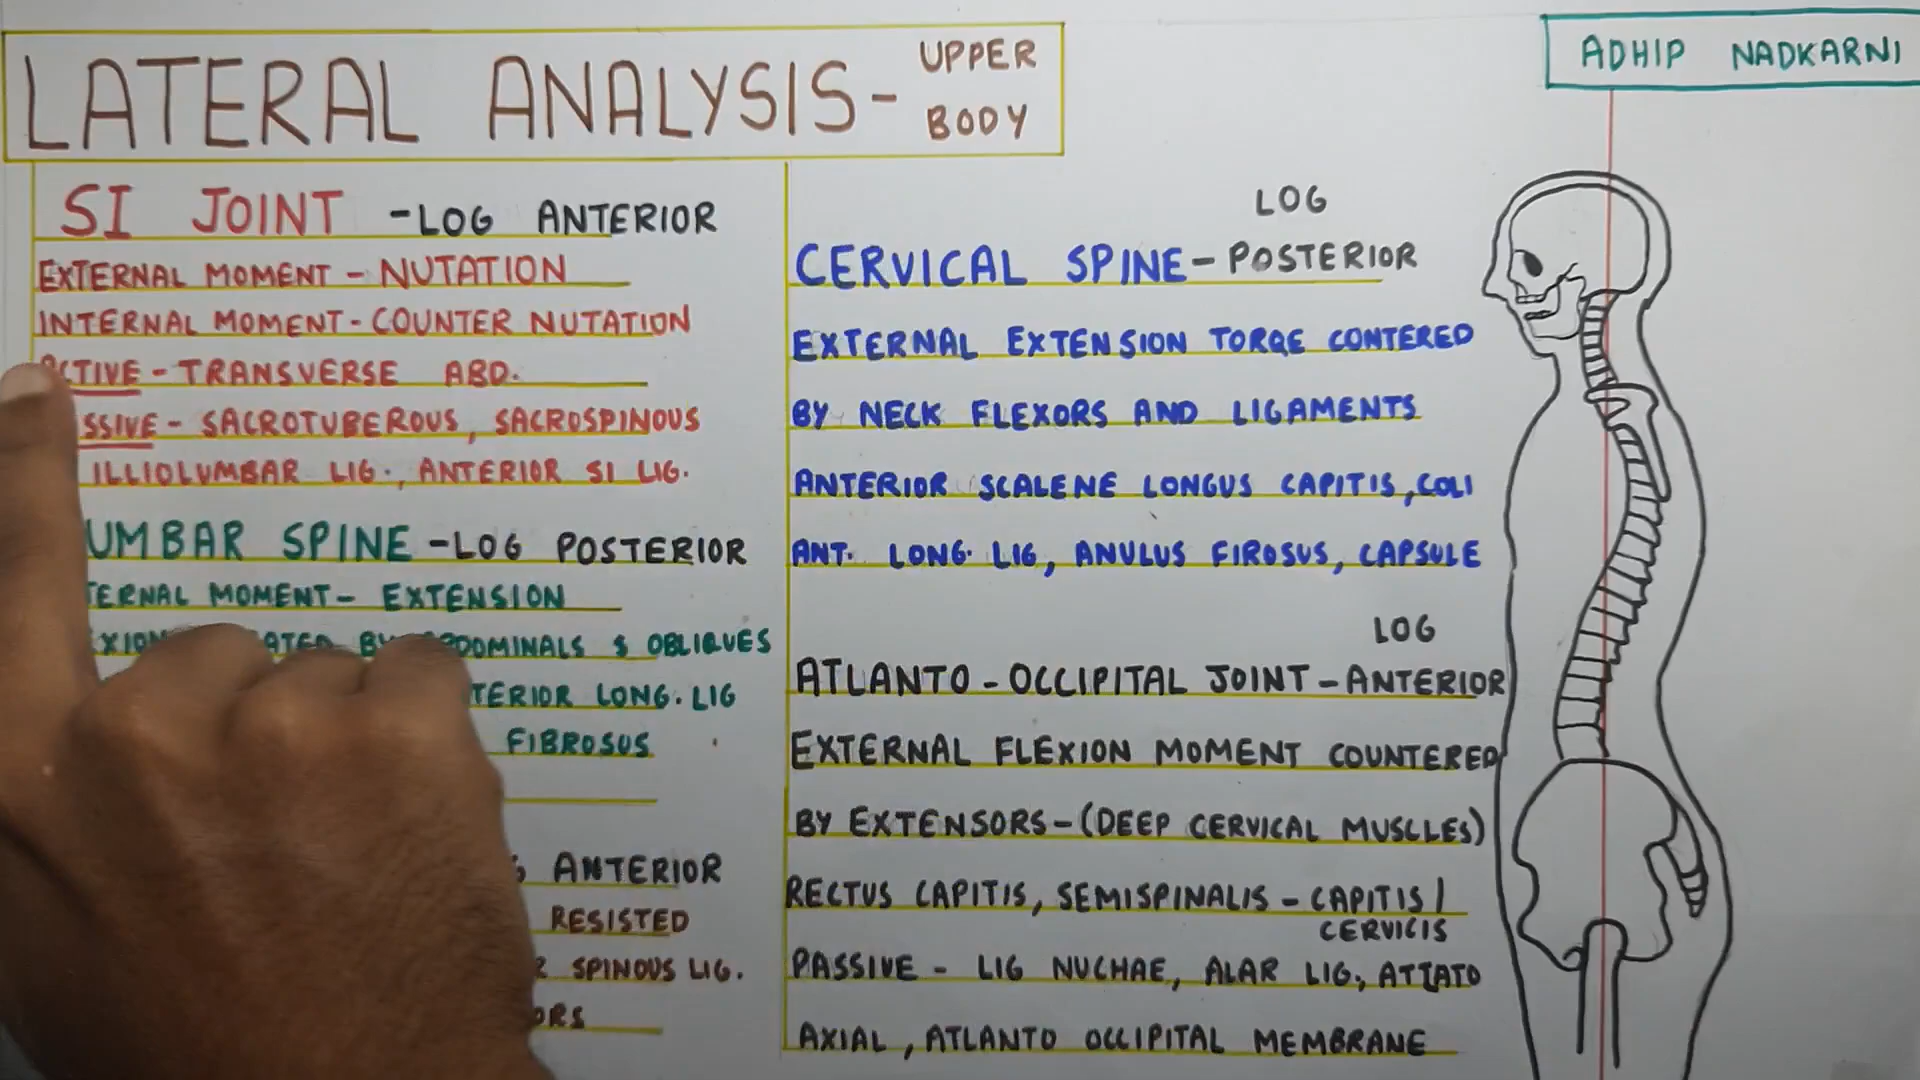 LATERAL ANALYSIS - UPPER BODY
ADHIP NADKARNI
SI JOINT - LOG ANTERIOR
EXTERNAL MOMENT - NUTATION
INTERNAL MOMENT - COUNTER NUTATION
ACTIVE - TRANSVERSE ABD.
SSIVE - SACROTUBEROUS, SACROSPINOUS
ILLIOLUMBAR LIG., ANTERIOR SI LIG.
UMBAR SPINE - LOG POSTERIOR
TERNAL MOMENT - EXTENSION
BY ABDOMINALS & OBLIQUES
TERIOR LONG. LIG
FIBROSUS
ANTERIOR
RESISTED
SPINOUS LIG.
ORS
LOG
CERVICAL SPINE - POSTERIOR
EXTERNAL EXTENSION TORQE CONTERED
BY NECK FLEXORS AND LIGAMENTS
ANTERIOR SCALENE LONGUS CAPITIS, COLI
ANT. LONG. LIG, ANULUS FIROSUS, CAPSULE
LOG
ATLANTO - OCCIPITAL JOINT - ANTERIOR
EXTERNAL FLEXION MOMENT COUNTERED
BY EXTENSORS - (DEEP CERVICAL MUSCLES)
RECTUS CAPITIS, SEMISPINALIS - CAPITIS /
CERVICIS
PASSIVE - LIG NUCHAE, ALAR LIG., ATLATO
AXIAL, ATLANTO OCCIPITAL MEMBRANE